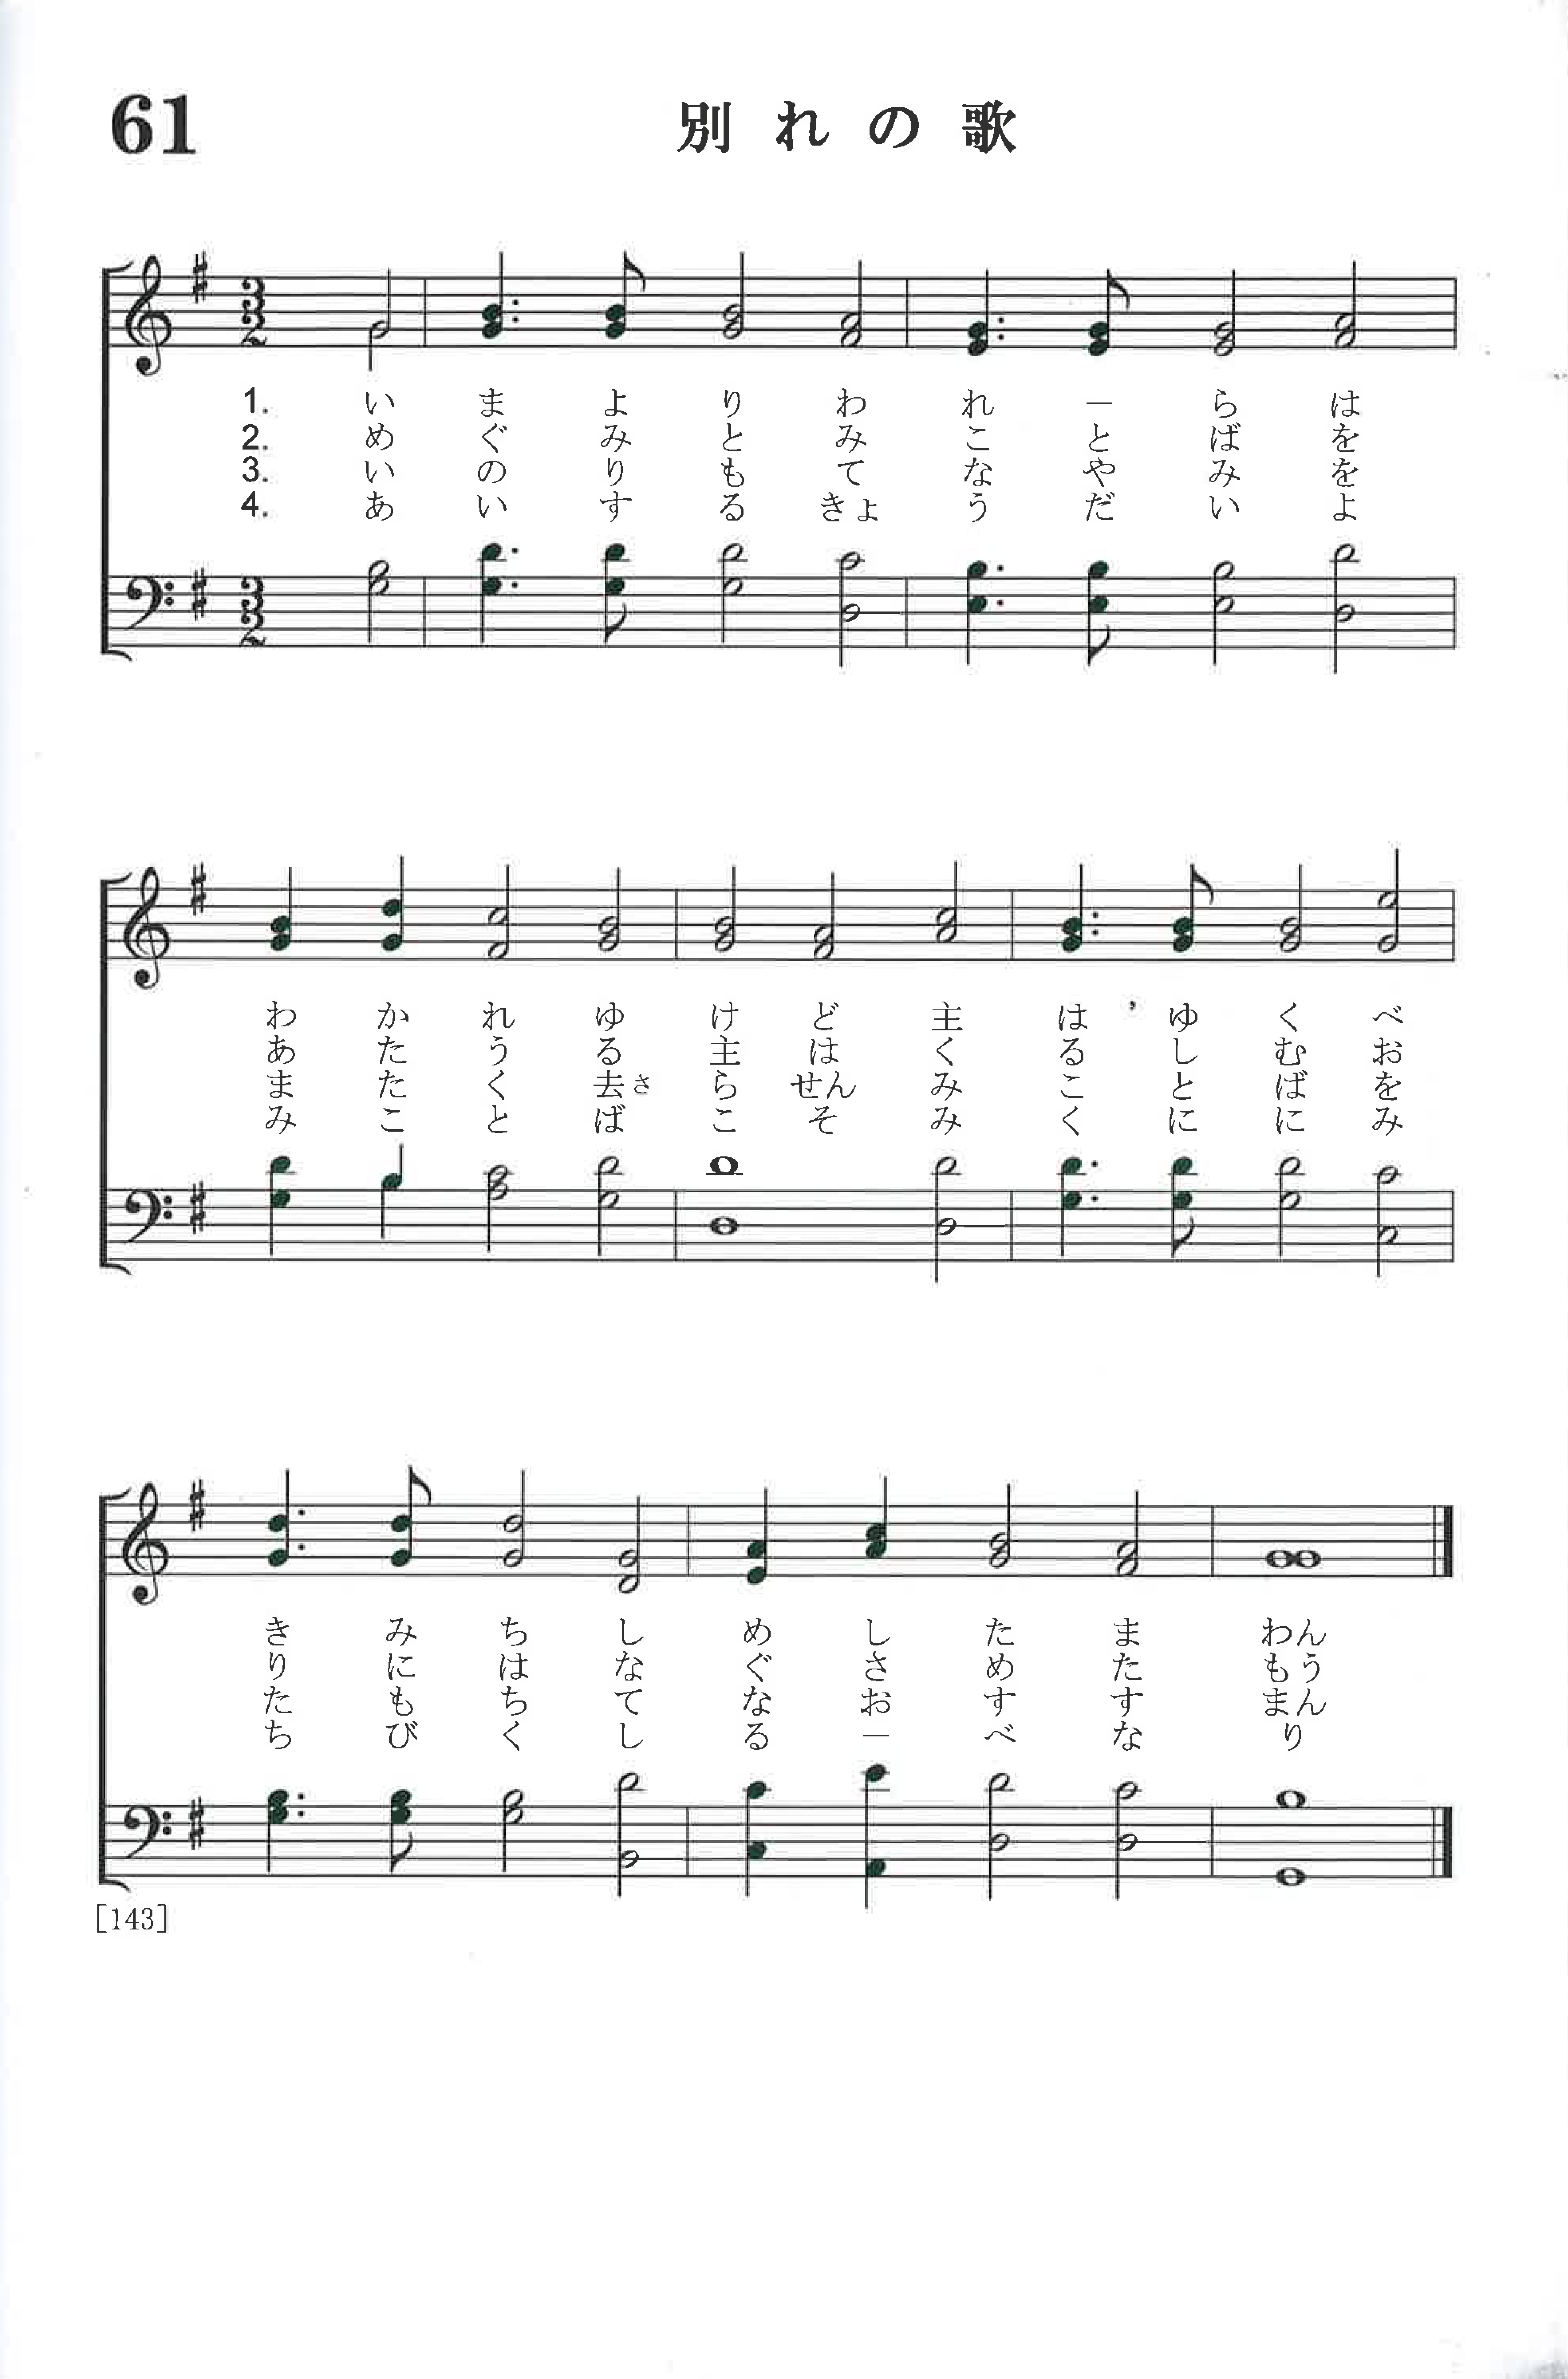 61
別れの歌
1. いまよりわれーらは
2. めぐみとみことばを
3. いのりもてなやみを
4. あいするきょうだいよ
わかれゆけど主は’ゆくべ
あたうる主はくるしむお
またく去さらせんみことばを
みことばこそみくににみ
きみちしめしたまわん
りにはなぐさめたもう
たもちてなおすすまん
ちびくしるーべなり
[143]